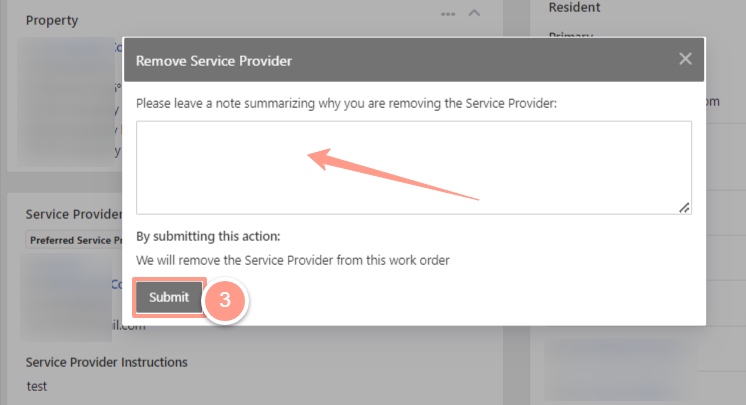 Property
Resident
Primary
Remove Service Provider
Please leave a note summarizing why you are removing the Service Provider:
By submitting this action:
We will remove the Service Provider from this work order
Submit
3
Service Provider
Preferred Service
il.com
Service Provider Instructions
test